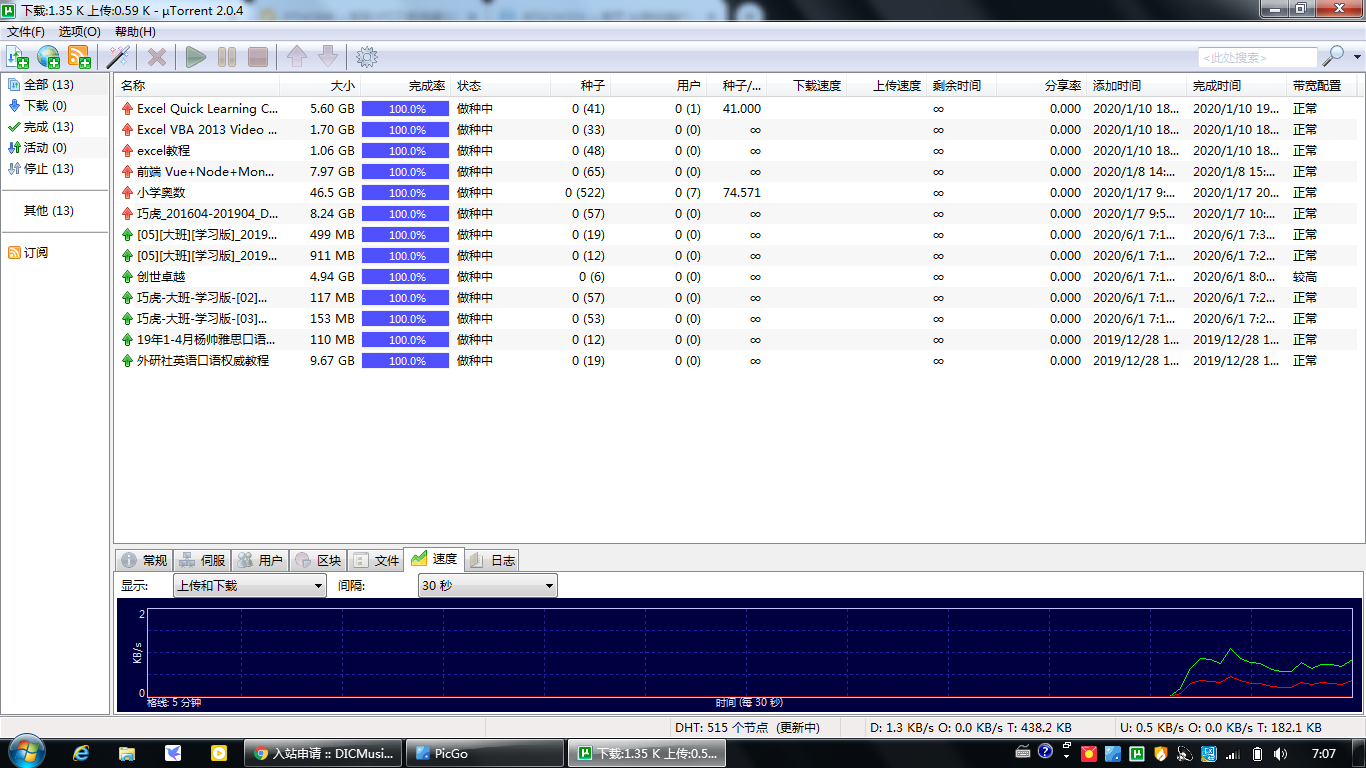 下载:1.35 K 上传:0.59 K - µTorrent 2.0.4
文件(F) 选项(O) 帮助(H)
<此处搜索>
全部 (13)
下载 (0)
完成 (13)
活动 (0)
停止 (13)
其他 (13)
订阅
名称 大小 完成率 状态 种子 用户 种子/... 下载速度 上传速度 剩余时间 分享率 添加时间 完成时间 带宽配置
Excel Quick Learning C... 5.60 GB 100.0% 做种中 0 (41) 0 (1) 41.000 ∞ 0.000 2020/1/10 18... 2020/1/10 19... 正常
Excel VBA 2013 Video ... 1.70 GB 100.0% 做种中 0 (33) 0 (0) ∞ ∞ 0.000 2020/1/10 18... 2020/1/10 18... 正常
excel教程 1.06 GB 100.0% 做种中 0 (48) 0 (0) ∞ ∞ 0.000 2020/1/10 18... 2020/1/10 18... 正常
前端 Vue+Node+Mon... 7.97 GB 100.0% 做种中 0 (65) 0 (0) ∞ ∞ 0.000 2020/1/8 14:... 2020/1/8 15:... 正常
小学奥数 46.5 GB 100.0% 做种中 0 (522) 0 (7) 74.571 ∞ 0.000 2020/1/17 9:... 2020/1/17 20... 正常
巧虎_201604-201904_D... 8.24 GB 100.0% 做种中 0 (57) 0 (0) ∞ ∞ 0.000 2020/1/7 9:5... 2020/1/7 10:... 正常
[05][大班][学习版]_2019... 499 MB 100.0% 做种中 0 (19) 0 (0) ∞ ∞ 0.000 2020/6/1 7:1... 2020/6/1 7:3... 正常
[05][大班][学习版]_2019... 911 MB 100.0% 做种中 0 (12) 0 (0) ∞ ∞ 0.000 2020/6/1 7:1... 2020/6/1 7:2... 正常
创世卓越 4.94 GB 100.0% 做种中 0 (6) 0 (0) ∞ ∞ 0.000 2020/6/1 7:1... 2020/6/1 8:0... 较高
巧虎-大班-学习版-[02]... 117 MB 100.0% 做种中 0 (57) 0 (0) ∞ ∞ 0.000 2020/6/1 7:1... 2020/6/1 7:2... 正常
巧虎-大班-学习版-[03]... 153 MB 100.0% 做种中 0 (53) 0 (0) ∞ ∞ 0.000 2020/6/1 7:1... 2020/6/1 7:2... 正常
19年1-4月杨帅雅思口语... 110 MB 100.0% 做种中 0 (12) 0 (0) ∞ ∞ 0.000 2019/12/28 1... 2019/12/28 1... 正常
外研社英语口语权威教程 9.67 GB 100.0% 做种中 0 (19) 0 (0) ∞ ∞ 0.000 2019/12/28 1... 2019/12/28 1... 正常
常规 伺服 用户 区块 文件 速度 日志
显示: 上传和下载 间隔: 30 秒
2
KB/s
0
格线: 5 分钟 时间 (每 30 秒)
DHT: 515 个节点 (更新中) D: 1.3 KB/s O: 0.0 KB/s T: 438.2 KB U: 0.5 KB/s O: 0.0 KB/s T: 182.1 KB
入站申请 :: DICMusi... PicGo 下载:1.35 K 上传:0.5... 7:07